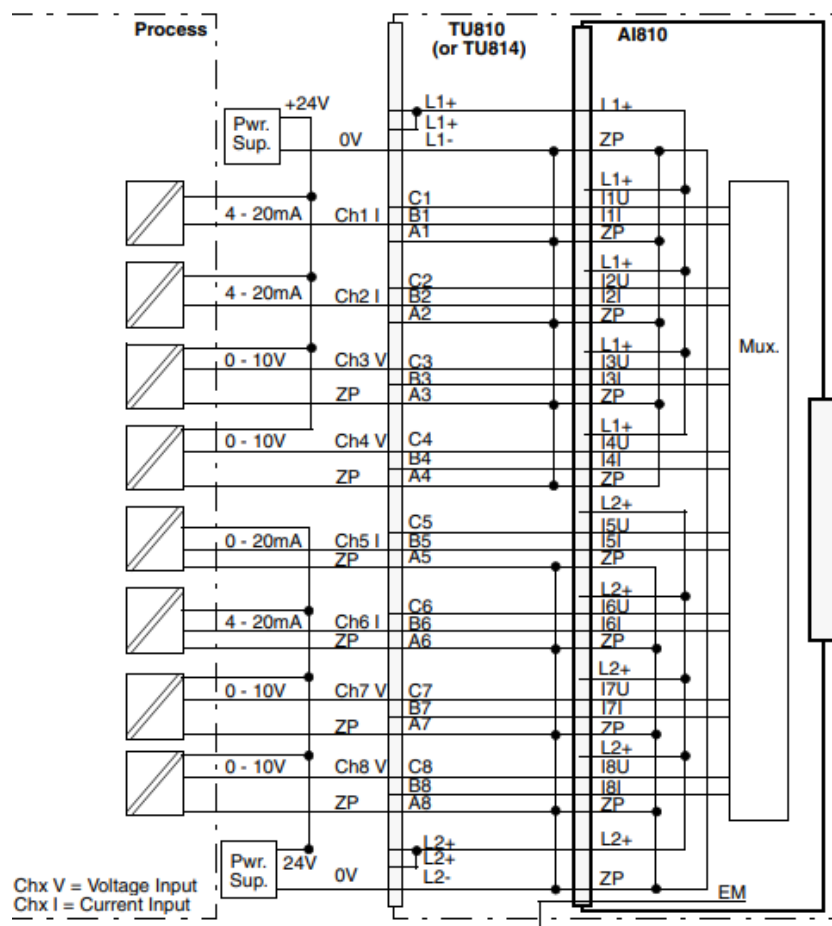 Process
TU810
(or TU814)
AI810
+24V
L1+
L1+
Pwr.
Sup.
L1+
0V
L1-
ZP
L1+
C1
I1U
4 - 20mA
Ch1 I
B1
I1I
A1
ZP
L1+
C2
I2U
4 - 20mA
Ch2 I
B2
I2I
A2
ZP
L1+
0 - 10V
Ch3 V
C3
I3U
Mux.
B3
I3I
ZP
A3
ZP
L1+
0 - 10V
Ch4 V
C4
I4U
B4
I4I
ZP
A4
ZP
L2+
C5
I5U
0 - 20mA
Ch5 I
B5
I5I
ZP
A5
ZP
L2+
C6
I6U
4 - 20mA
Ch6 I
B6
I6I
ZP
A6
ZP
L2+
0 - 10V
Ch7 V
C7
I7U
B7
I7I
ZP
A7
ZP
L2+
0 - 10V
Ch8 V
C8
I8U
B8
I8I
ZP
A8
ZP
L2+
L2+
Pwr.
Sup.
24V
L2+
0V
L2-
ZP
EM
Chx V = Voltage Input
Chx I = Current Input